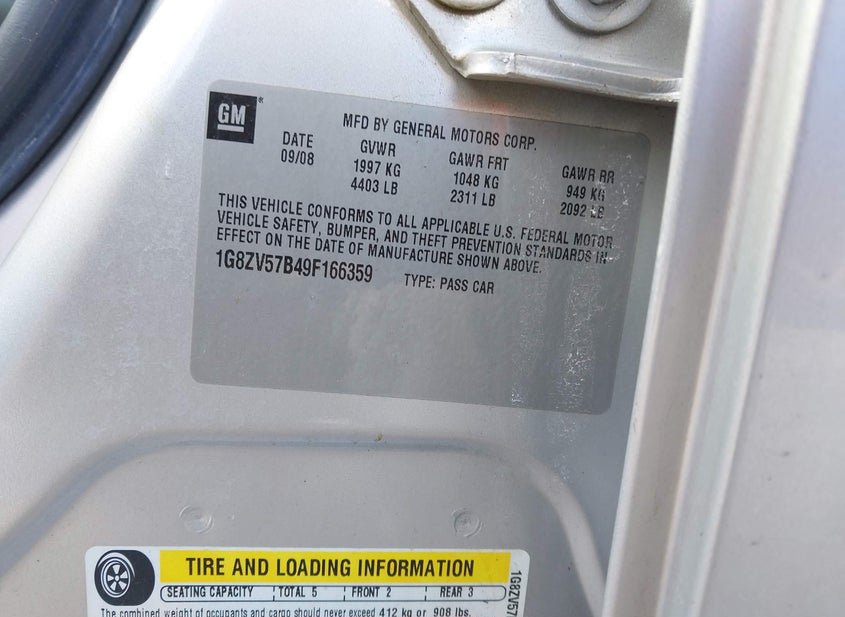 GM
MFD BY GENERAL MOTORS CORP.
DATE GVWR GAWR FRT GAWR RR
09/08 1997 KG 1048 KG 949 KG
4403 LB 2311 LB 2092 LB
THIS VEHICLE CONFORMS TO ALL APPLICABLE U.S. FEDERAL MOTOR
VEHICLE SAFETY, BUMPER, AND THEFT PREVENTION STANDARDS IN
EFFECT ON THE DATE OF MANUFACTURE SHOWN ABOVE.
1G8ZV57B49F166359 TYPE: PASS CAR
TIRE AND LOADING INFORMATION
SEATING CAPACITY TOTAL 5 FRONT 2 REAR 3
The combined weight of occupants and cargo should never exceed 412 kg or 908 lbs.
1G8ZV57